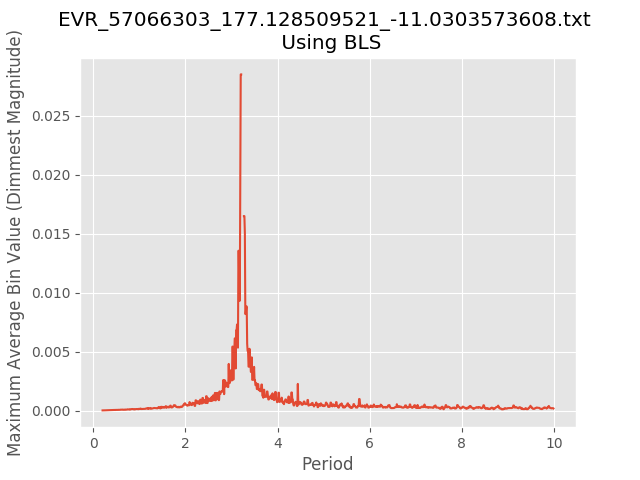 EVR_57066303_177.128509521_-11.0303573608.txt
Using BLS
Maximum Average Bin Value (Dimmest Magnitude)
0.025
0.020
0.015
0.010
0.005
0.000
0 2 4 6 8 10
Period